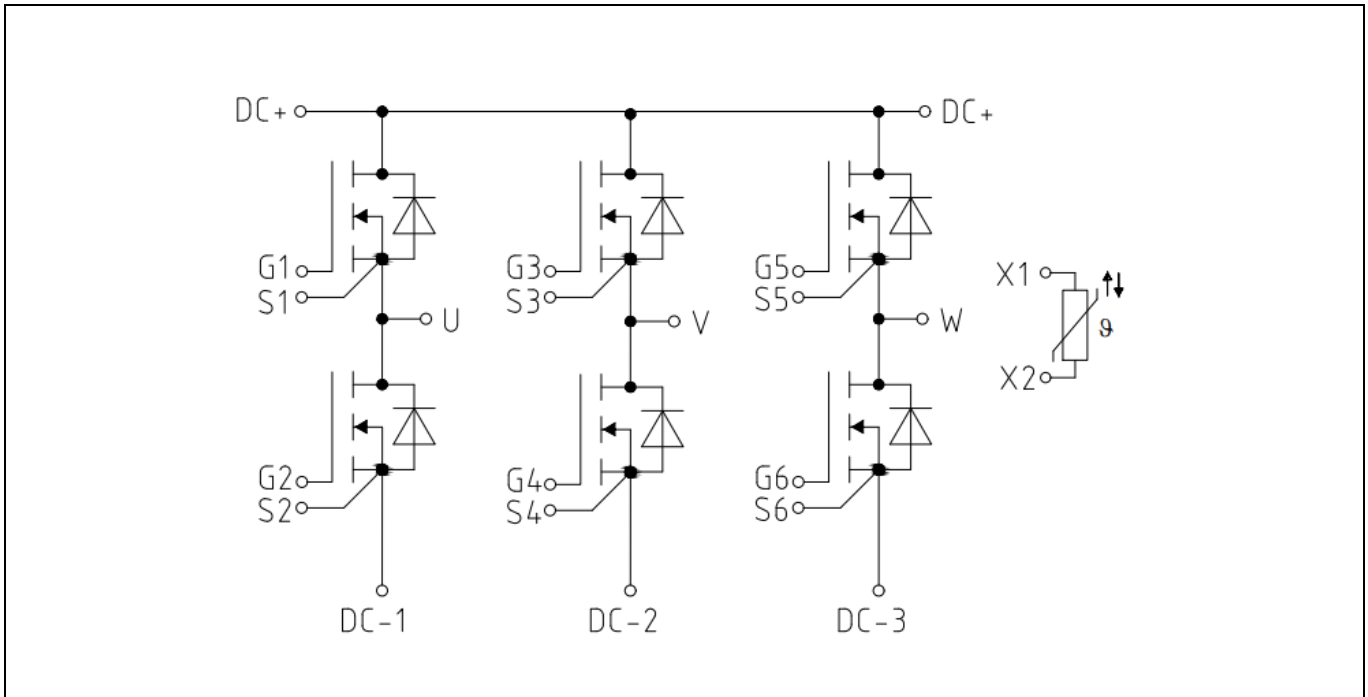 DC+
DC+
G1
S1
G3
S3
G5
S5
X1
U
V
W
ϑ
X2
G2
S2
G4
S4
G6
S6
DC-1
DC-2
DC-3